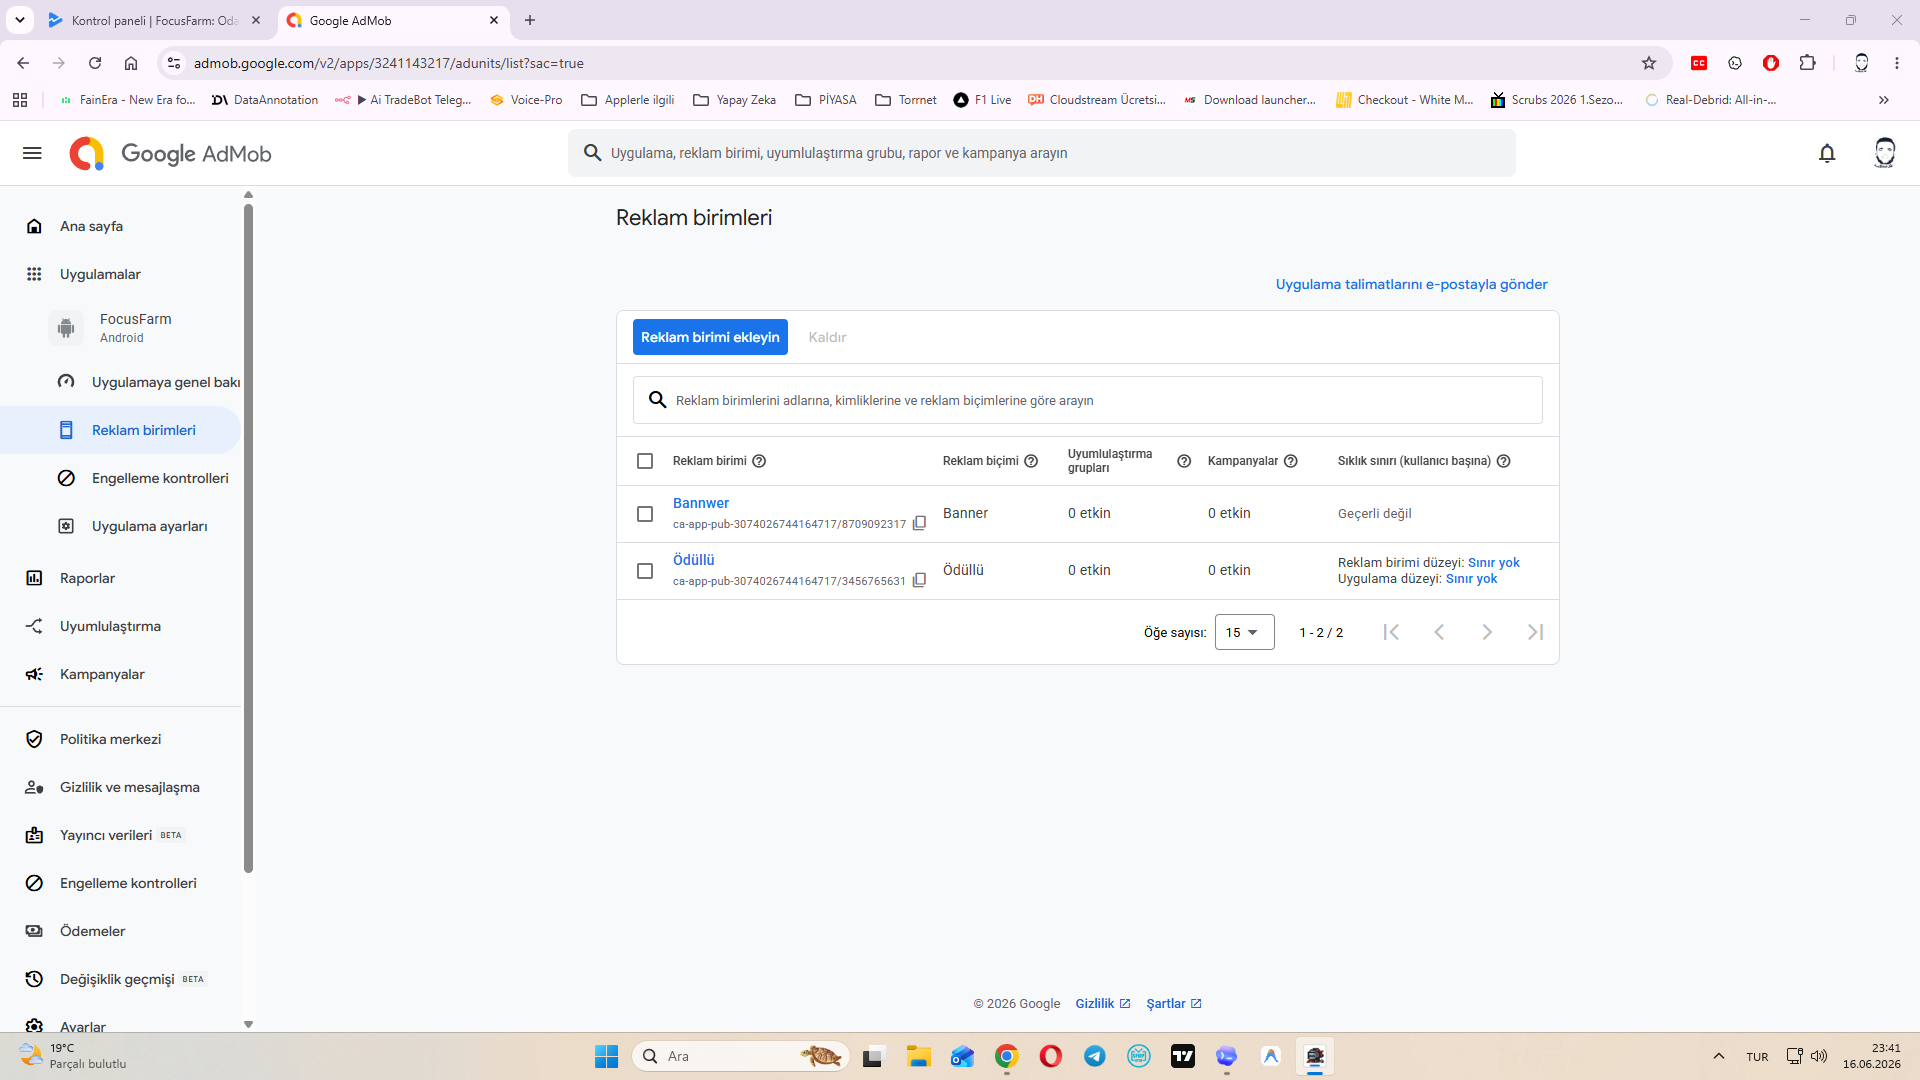 Kontrol paneli | FocusFarm: Oda
Google AdMob
admob.google.com/v2/apps/3241143217/adunits/list?sac=true
FainEra - New Era fo...
DataAnnotation
Ai TradeBot Teleg...
Voice-Pro
Applerle ilgili
Yapay Zeka
PİYASA
Torrnet
F1 Live
Cloudstream Ücretsi...
Download launcher...
Checkout - White M...
Scrubs 2026 1.Sezo...
Real-Debrid: All-in-...
Google AdMob
Uygulama, reklam birimi, uyumlulaştırma grubu, rapor ve kampanya arayın
Ana sayfa
Uygulamalar
FocusFarm
Android
Uygulamaya genel bakı
Reklam birimleri
Engelleme kontrolleri
Uygulama ayarları
Raporlar
Uyumlulaştırma
Kampanyalar
Politika merkezi
Gizlilik ve mesajlaşma
Yayıncı verileri BETA
Engelleme kontrolleri
Ödemeler
Değişiklik geçmişi BETA
Ayarlar
Reklam birimleri
Uygulama talimatlarını e-postayla gönder
Reklam birimi ekleyin
Kaldır
Reklam birimlerini adlarına, kimliklerine ve reklam biçimlerine göre arayın
Reklam birimi
Reklam biçimi
Uyumlulaştırma grupları
Kampanyalar
Sıklık sınırı (kullanıcı başına)
Bannwer
ca-app-pub-3074026744164717/8709092317
Banner
0 etkin
0 etkin
Geçerli değil
Ödüllü
ca-app-pub-3074026744164717/3456765631
Ödüllü
0 etkin
0 etkin
Reklam birimi düzeyi: Sınır yok
Uygulama düzeyi: Sınır yok
Öğe sayısı:
15
1 - 2 / 2
© 2026 Google
Gizlilik
Şartlar
19°C
Parçalı bulutlu
Ara
TUR
23:41
16.06.2026